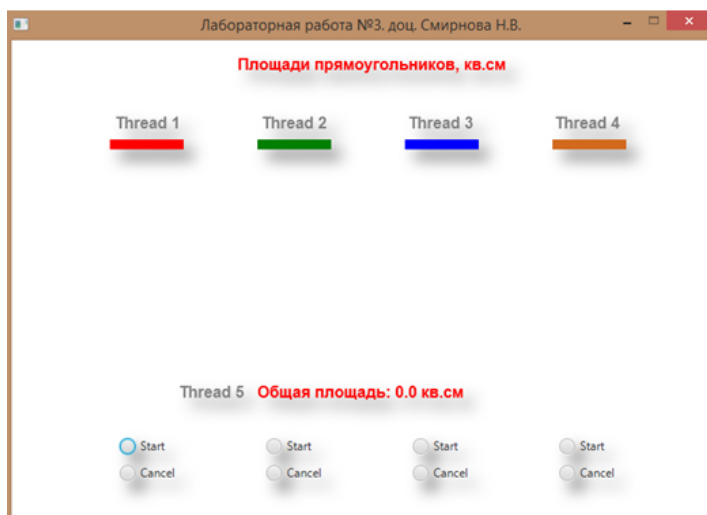 Лабораторная работа №3. доц. Смирнова Н.В.
Площади прямоугольников, кв.см
Thread 1 Thread 2 Thread 3 Thread 4
Thread 5 Общая площадь: 0.0 кв.см
Start Start Start Start
Cancel Cancel Cancel Cancel